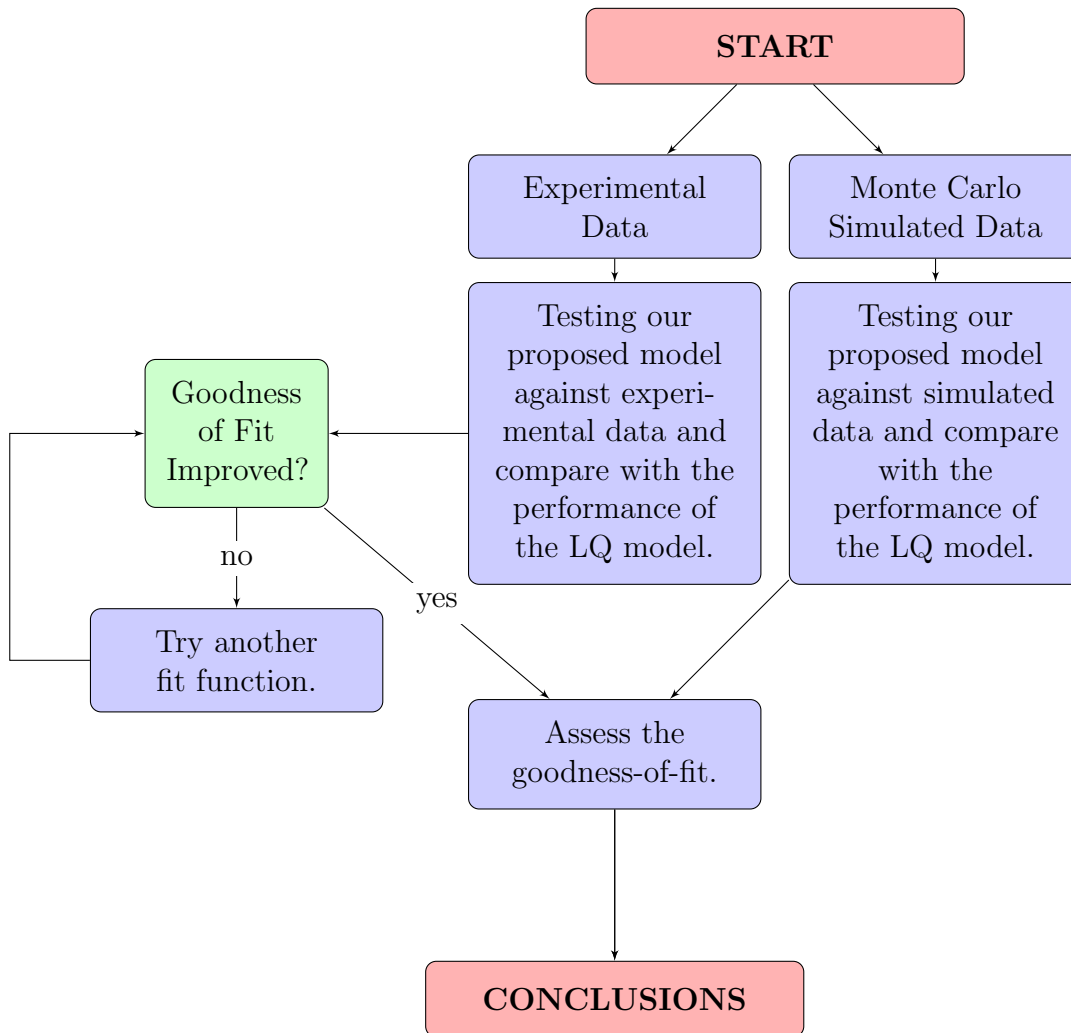 START
Experimental
Data
Monte Carlo
Simulated Data
Testing our
proposed model
against experi-
mental data and
compare with the
performance of
the LQ model.
Testing our
proposed model
against simulated
data and compare
with the
performance of
the LQ model.
Goodness
of Fit
Improved?
no
yes
Try another
fit function.
Assess the
goodness-of-fit.
CONCLUSIONS